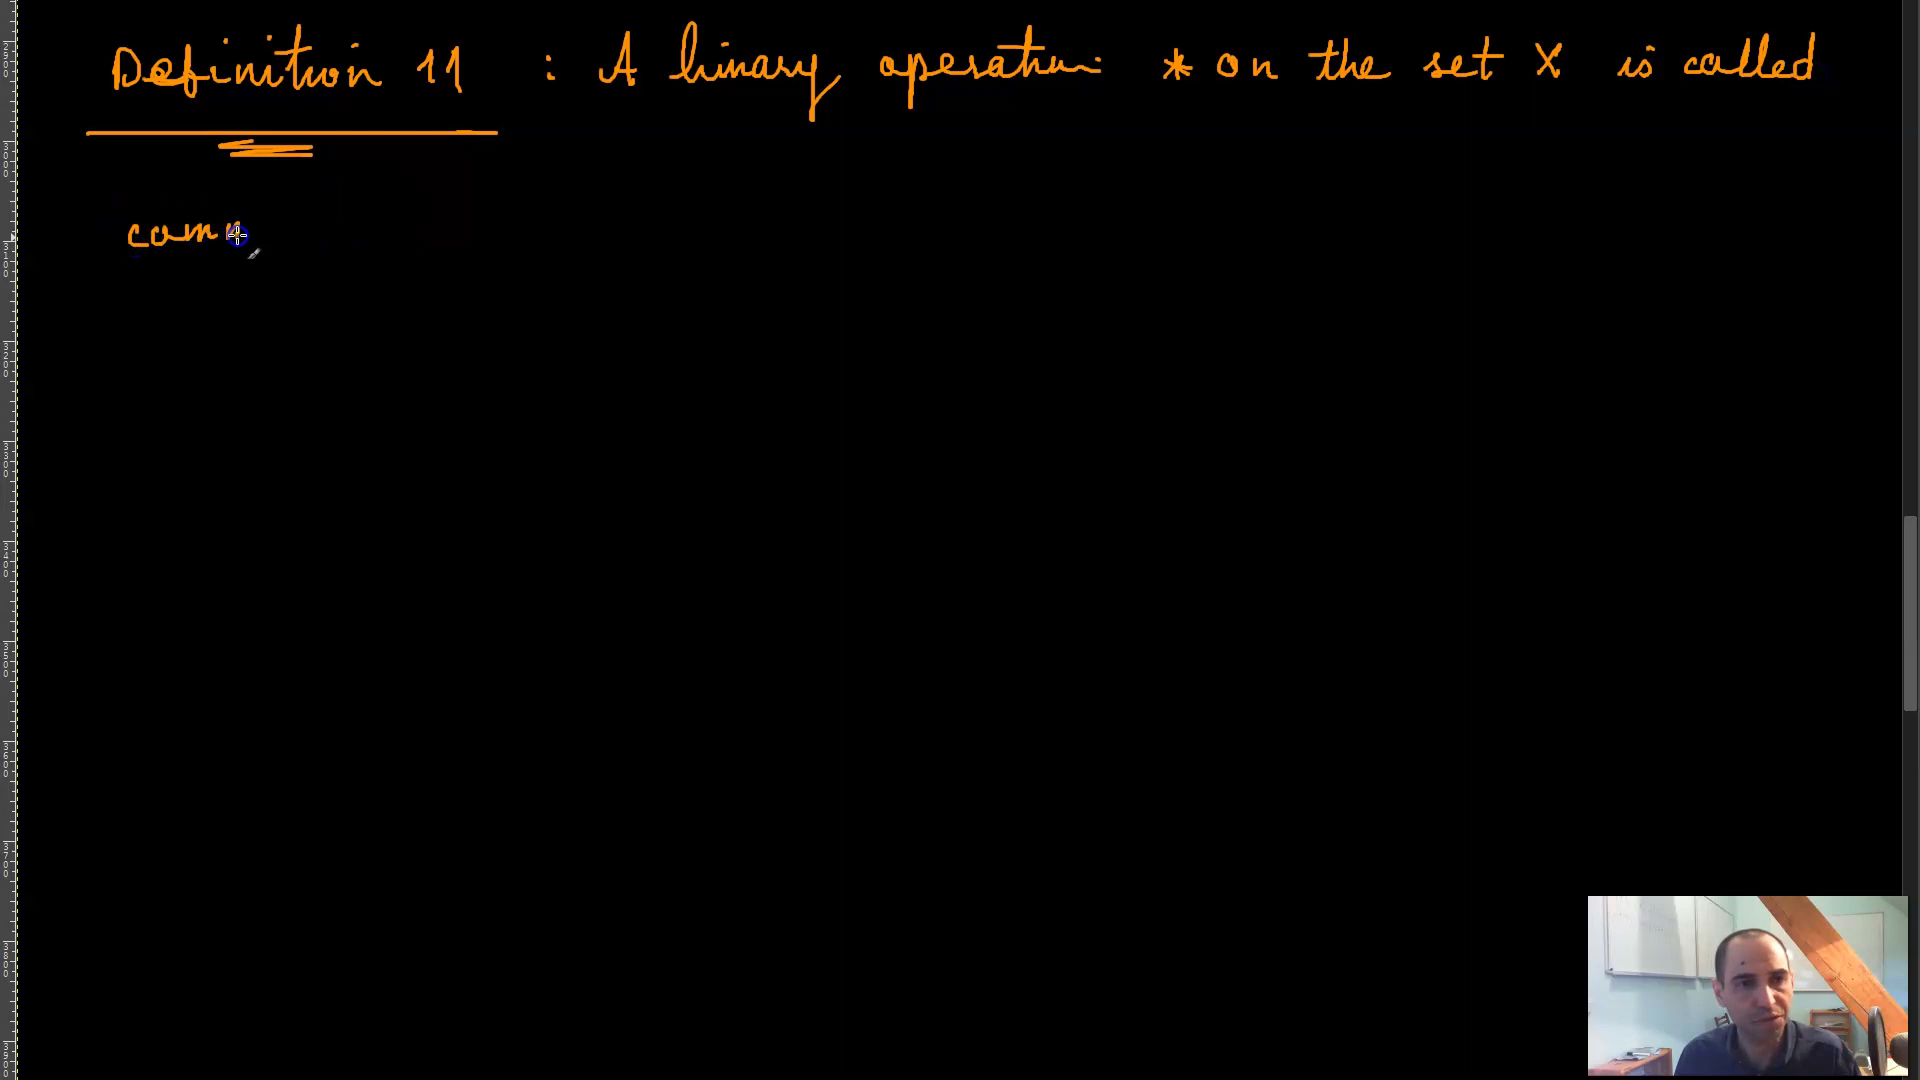 Definition 11 : A binary operation * on the set X is called
comm